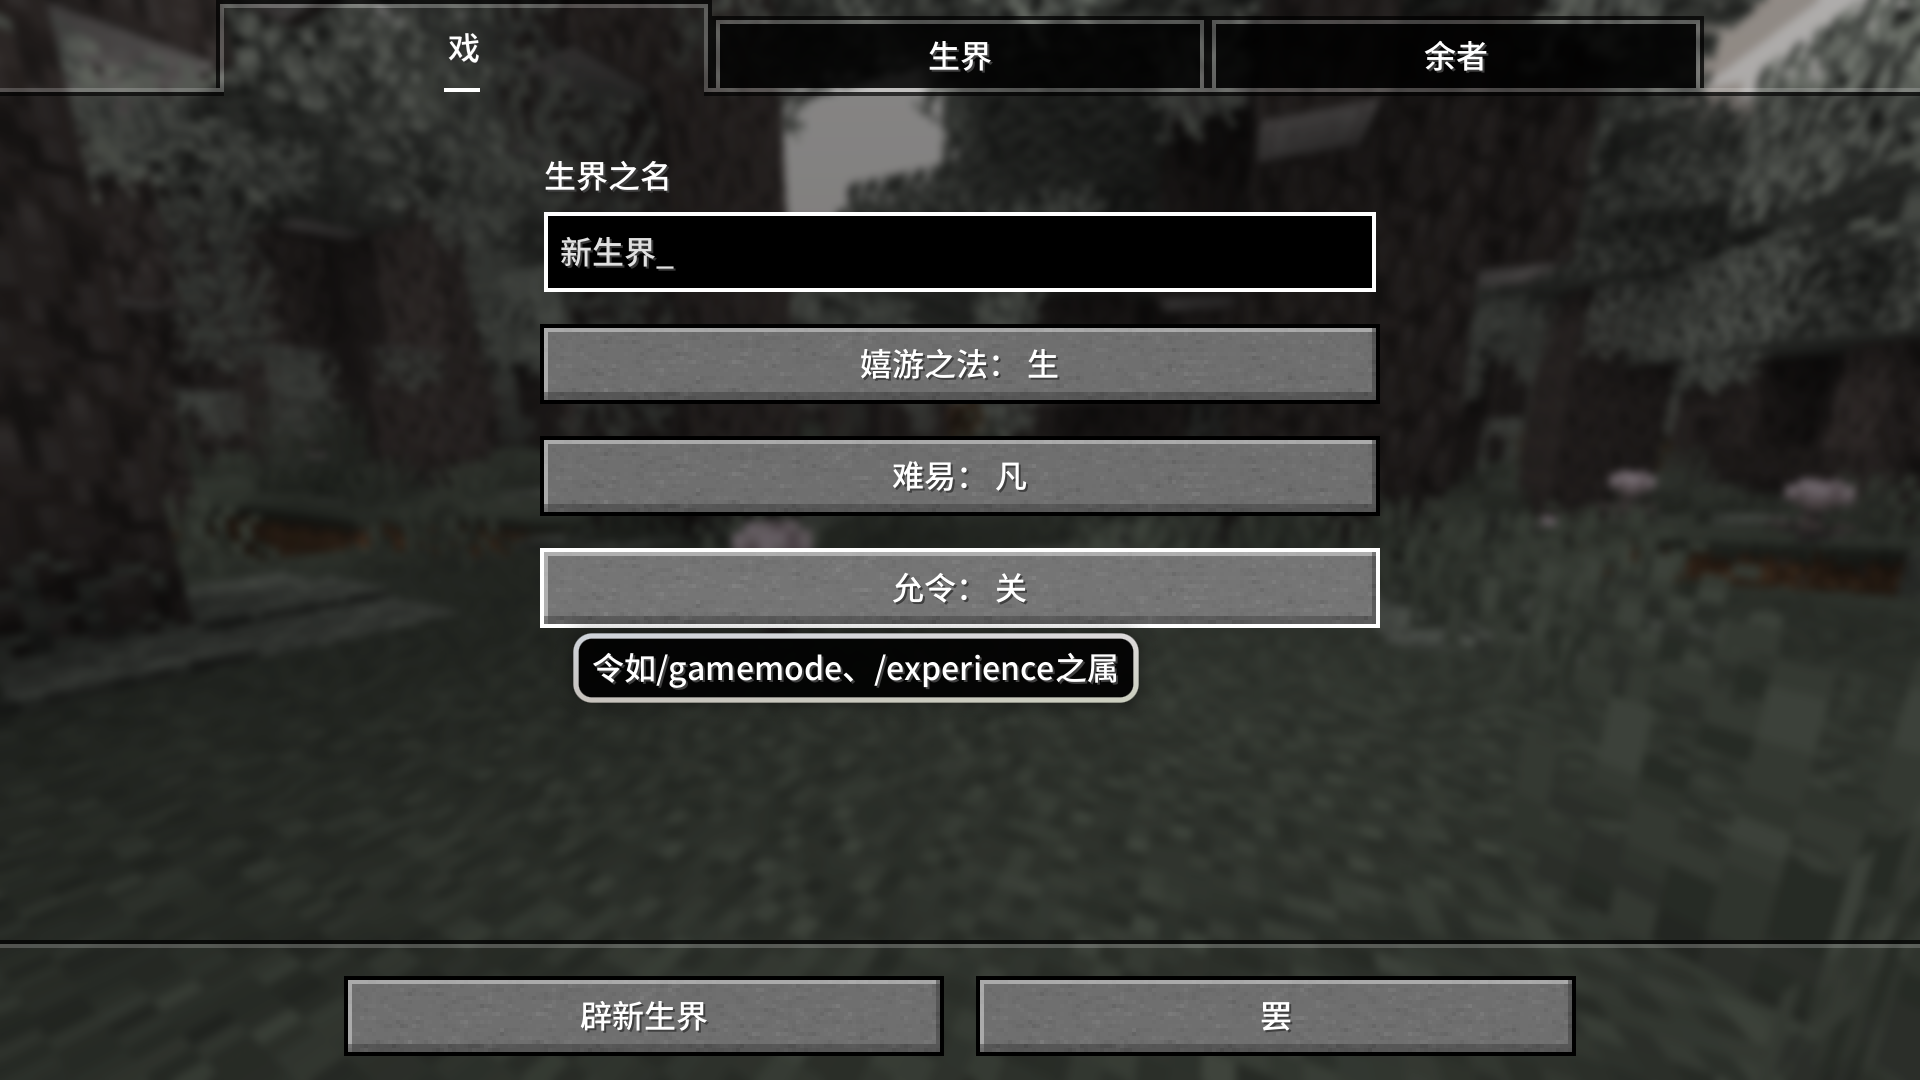 戏
生界
余者
生界之名
新生界_
嬉游之法： 生
难易： 凡
允令： 关
令如/gamemode、/experience之属
辟新生界
罢